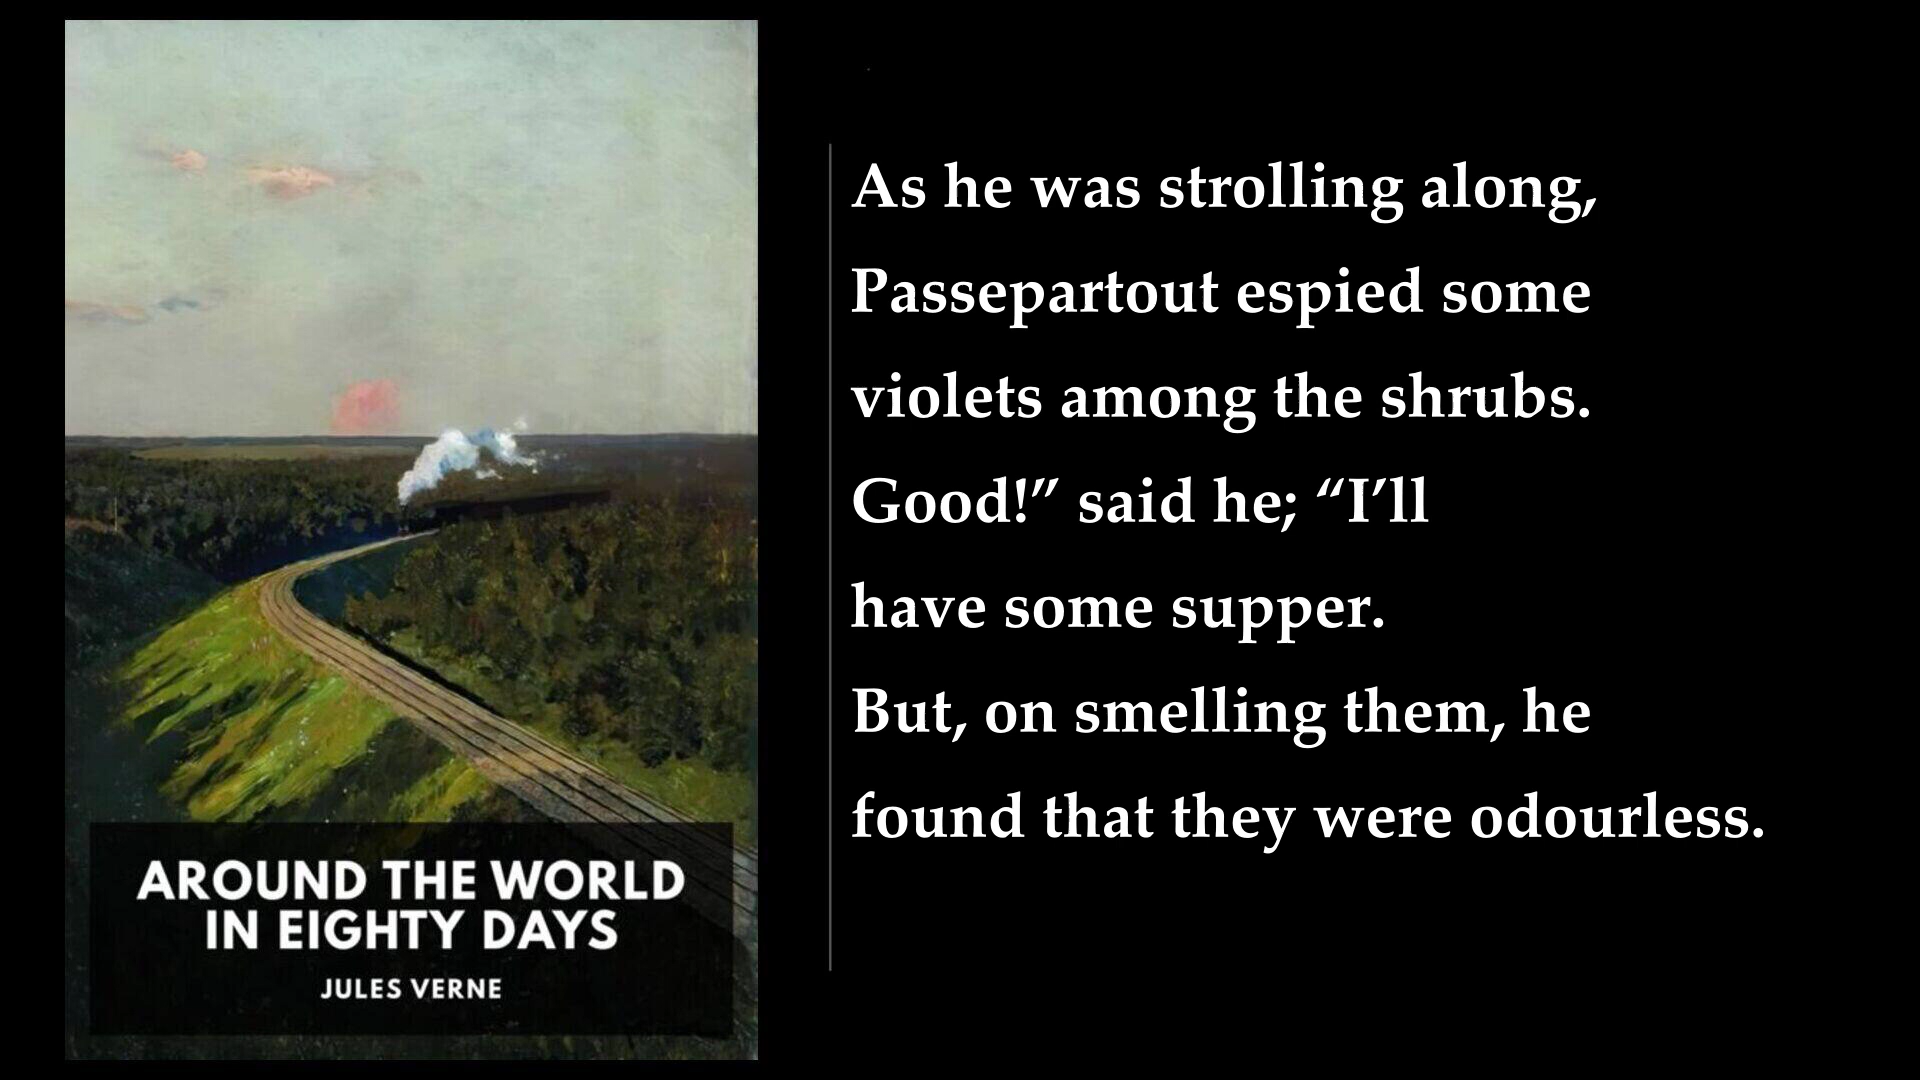 AROUND THE WORLD
IN EIGHTY DAYS
JULES VERNE
As he was strolling along,
Passepartout espied some
violets among the shrubs.
Good!” said he; “I’ll
have some supper.
But, on smelling them, he
found that they were odourless.